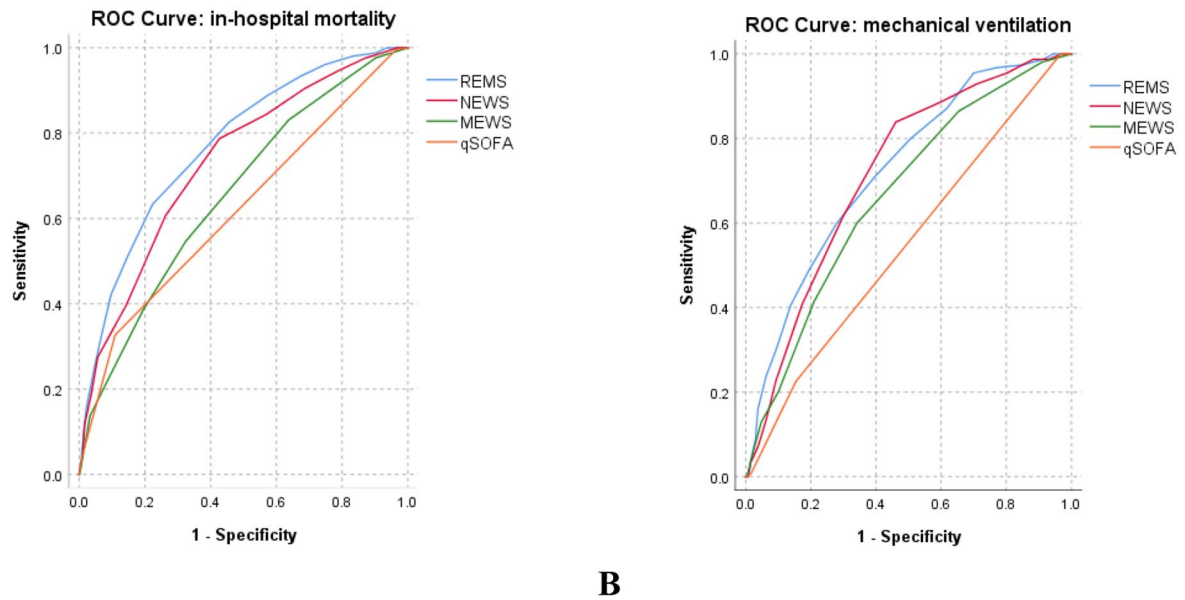 ROC Curve: in-hospital mortality
1.0
0.8
0.6
0.4
0.2
0.0
Sensitivity
0.0 0.2 0.4 0.6 0.8 1.0
1 - Specificity
REMS
NEWS
MEWS
qSOFA
ROC Curve: mechanical ventilation
1.0
0.8
0.6
0.4
0.2
0.0
Sensitivity
0.0 0.2 0.4 0.6 0.8 1.0
1 - Specificity
REMS
NEWS
MEWS
qSOFA
B